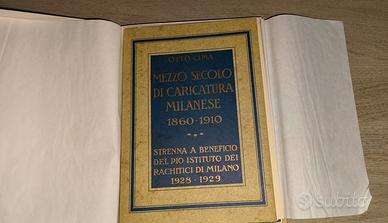 OTTO CIMA
MEZZO SECOLO
DI CARICATURA
MILANESE
1860-1910
STRENNA A BENEFICIO
DEL PIO ISTITUTO DEI
RACHITICI DI MILANO
1928-1929
subito